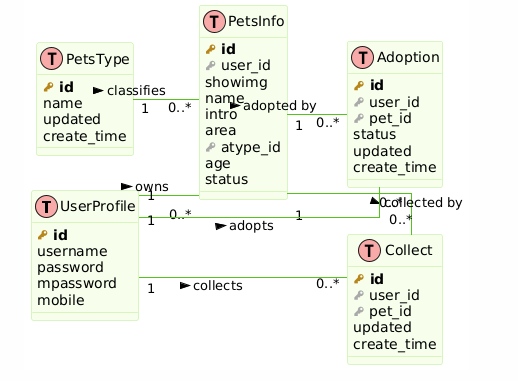 T PetsType
id
name
updated
create_time
T PetsInfo
id
user_id
showimg
name
intro
area
atype_id
age
status
T Adoption
id
user_id
pet_id
status
updated
create_time
T UserProfile
id
username
password
mpassword
mobile
T Collect
id
user_id
pet_id
updated
create_time
classifies
1 0..*
adopted by
1 0..*
owns
1
0..*
1
adopts
1
0..*
collected by
0..*
collects
1 0..*